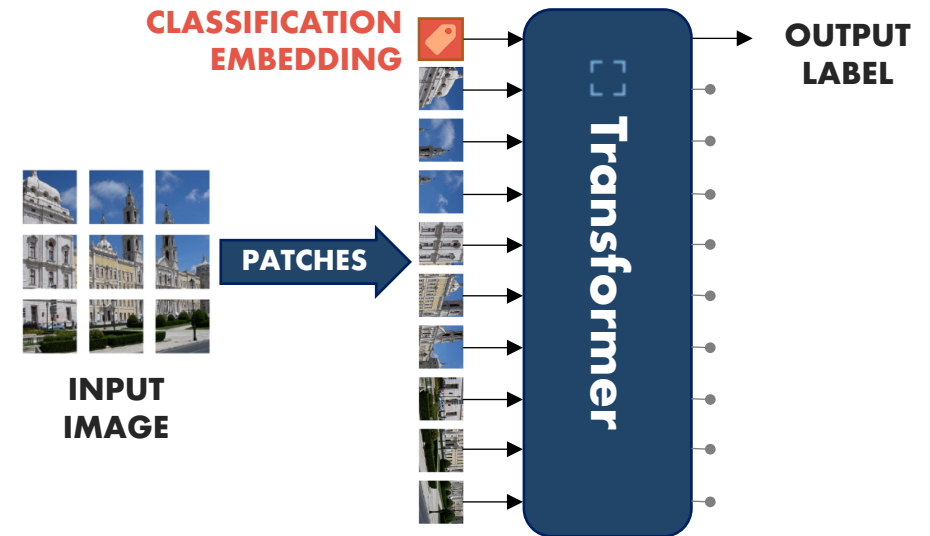 CLASSIFICATION
EMBEDDING
OUTPUT
LABEL
PATCHES
Transformer
INPUT
IMAGE